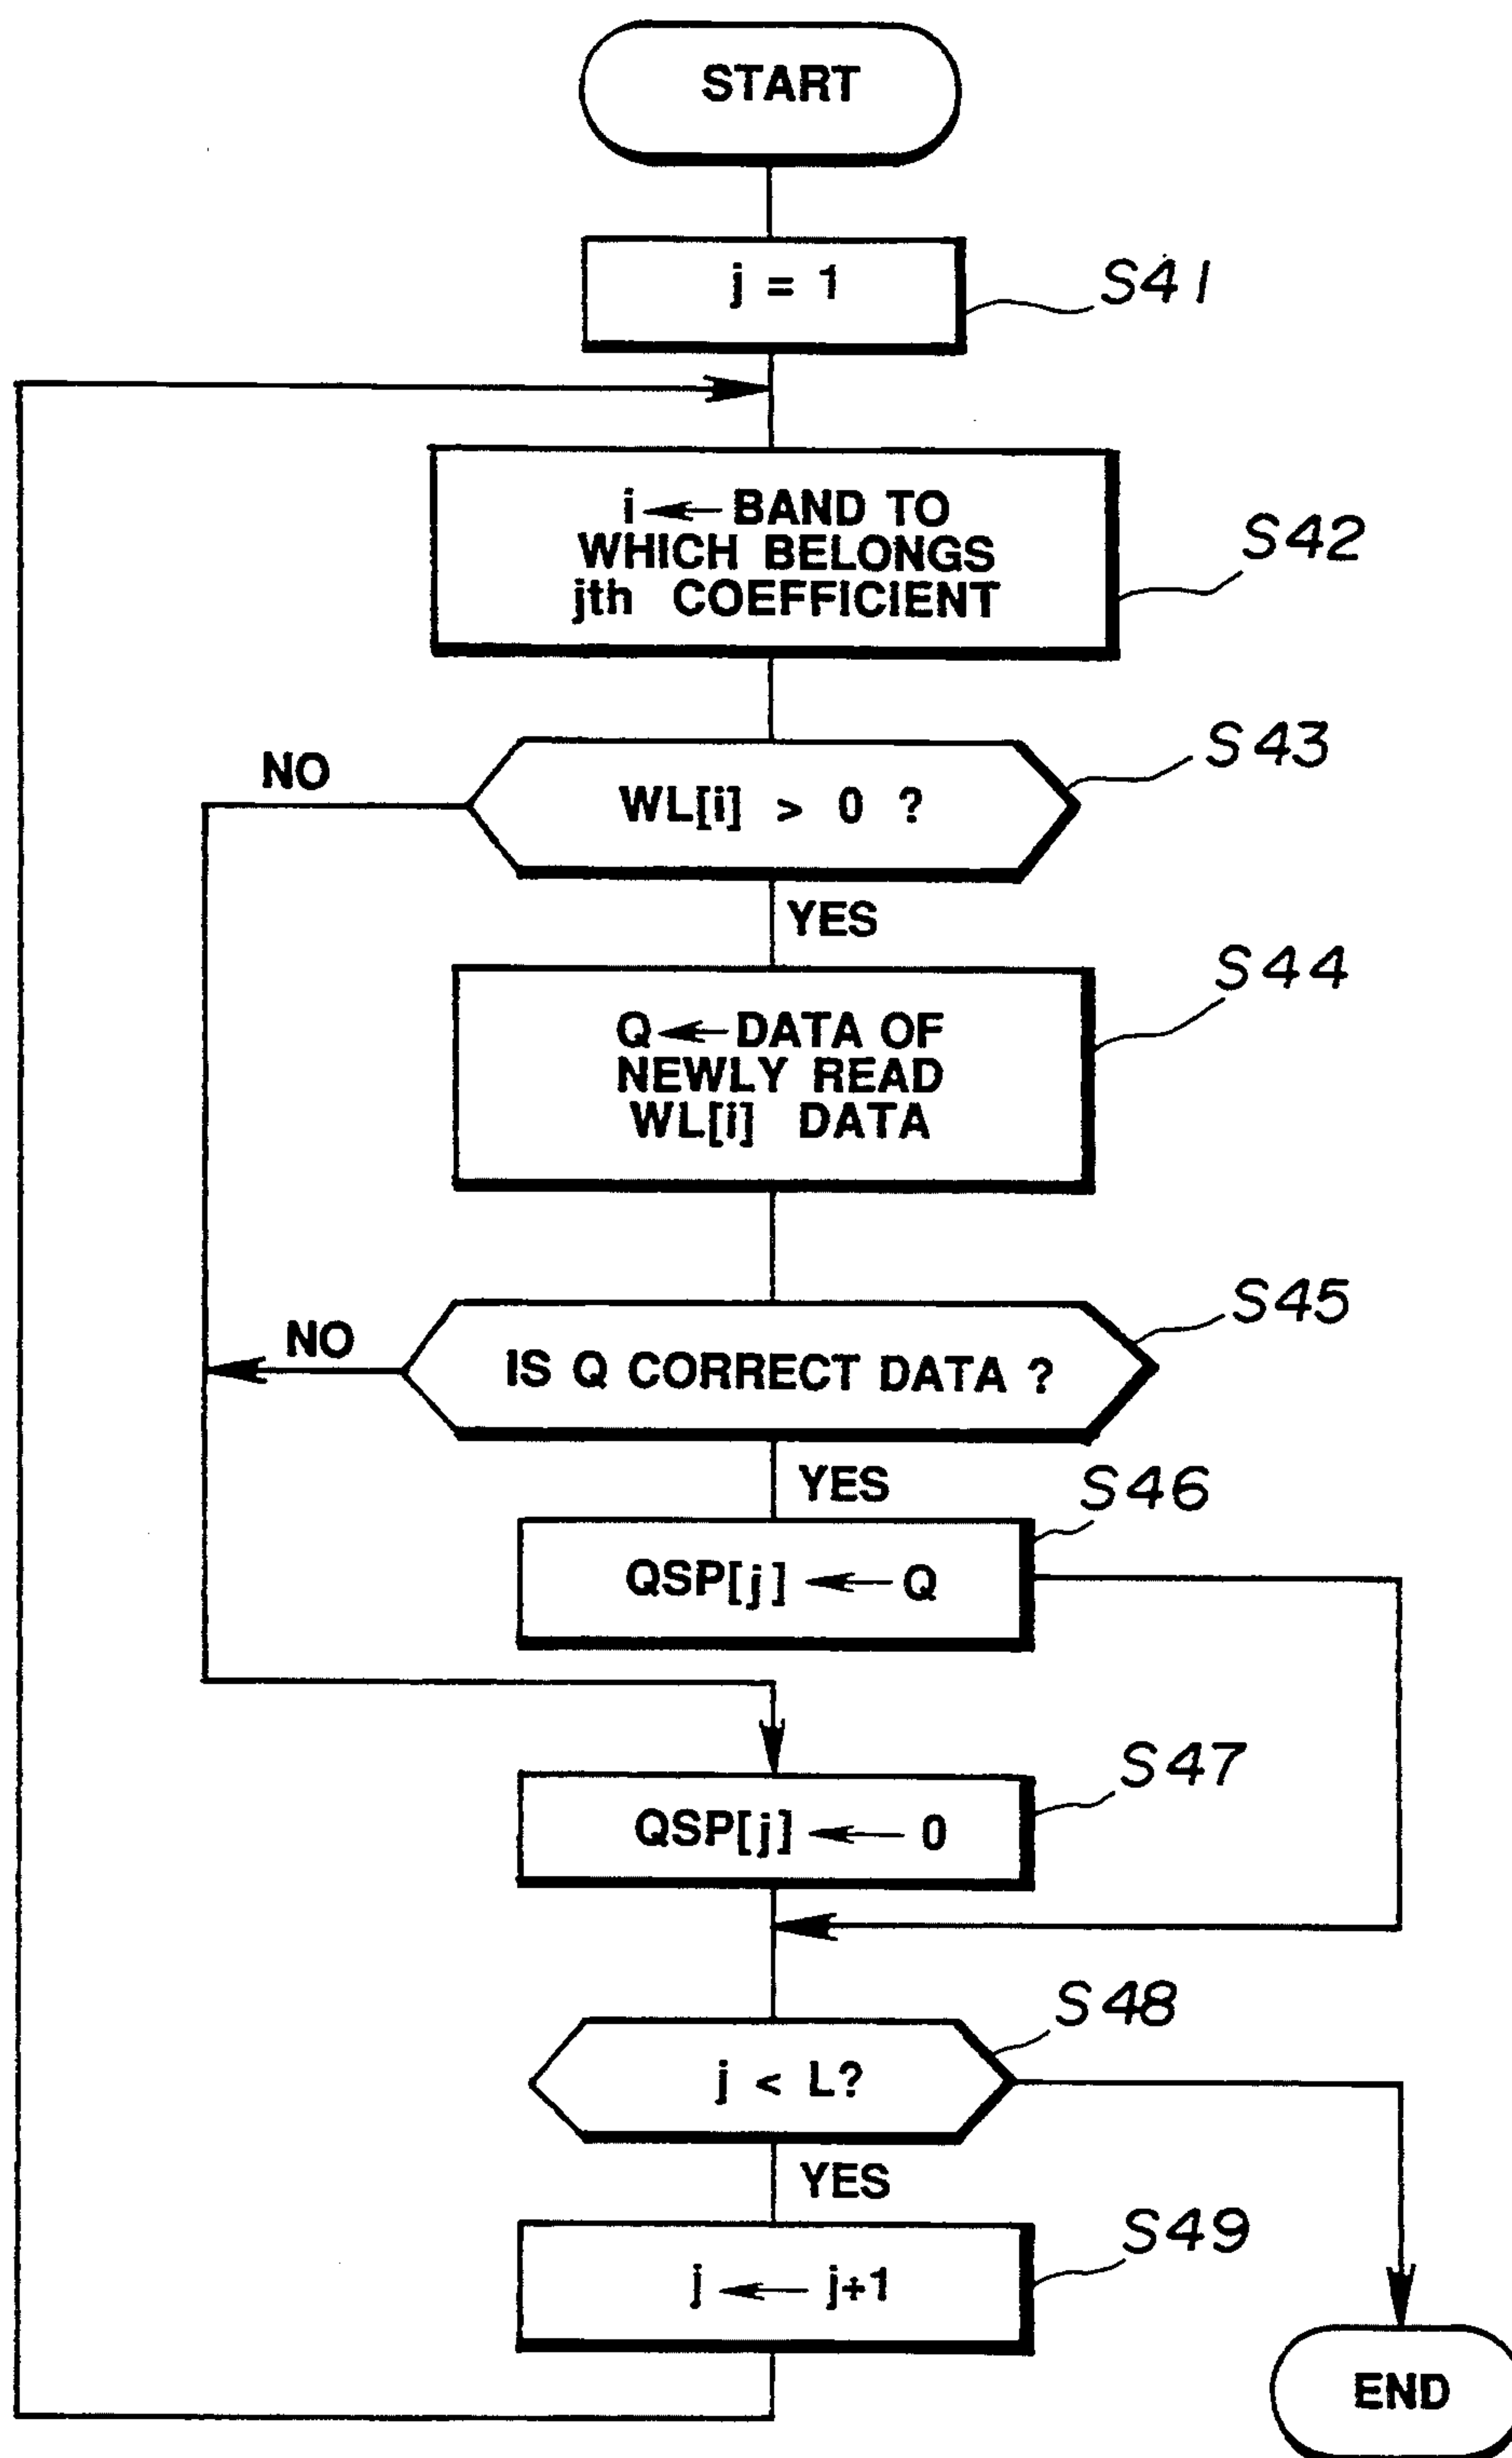 START
j = 1
S41
i ← BAND TO
WHICH BELONGS
jth COEFFICIENT
S42
WL[i] > 0 ?
S43
NO
YES
Q ← DATA OF
NEWLY READ
WL[i] DATA
S44
IS Q CORRECT DATA ?
S45
NO
YES
QSP[j] ← Q
S46
QSP[j] ← 0
S47
j < L?
S48
YES
j ← j+1
S49
END